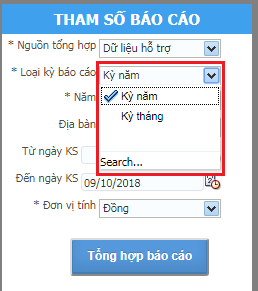 THAM SỐ BÁO CÁO
* Nguồn tổng hợp Dữ liệu hỗ trợ
* Loại kỳ báo cáo Kỳ năm
* Năm Kỳ năm
Địa bàn Kỳ tháng
Từ ngày KS Search...
Đến ngày KS 09/10/2018
* Đơn vị tính Đồng
Tổng hợp báo cáo